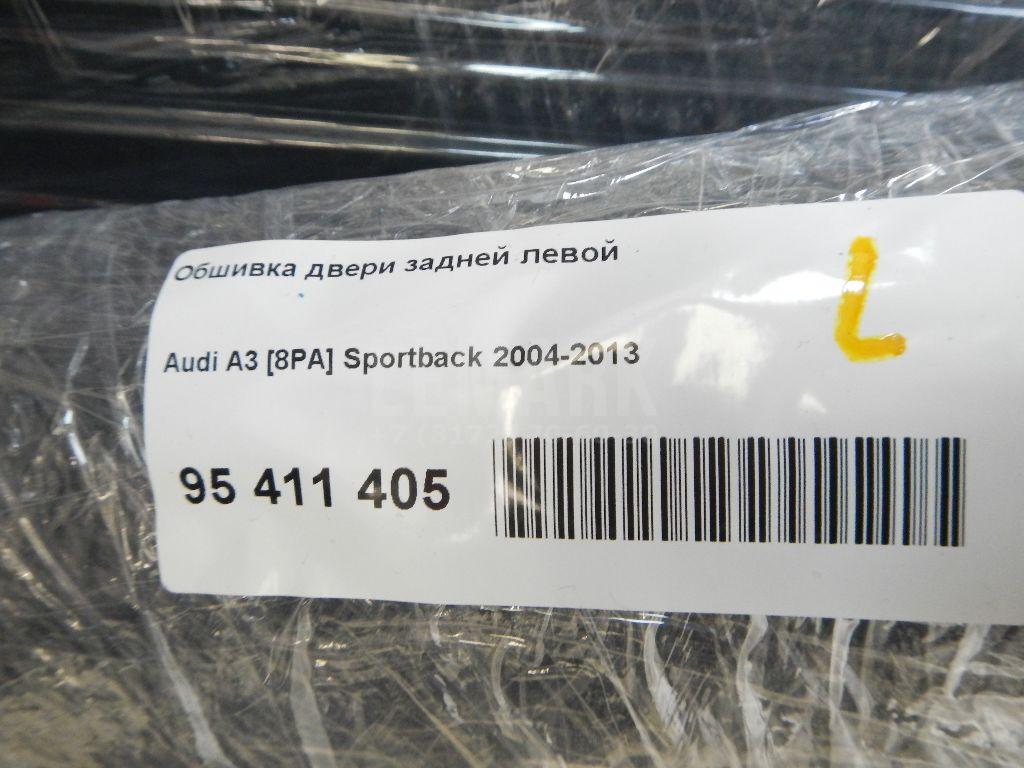 Обшивка двери задней левой
L
Audi A3 [8PA] Sportback 2004-2013
95 411 405